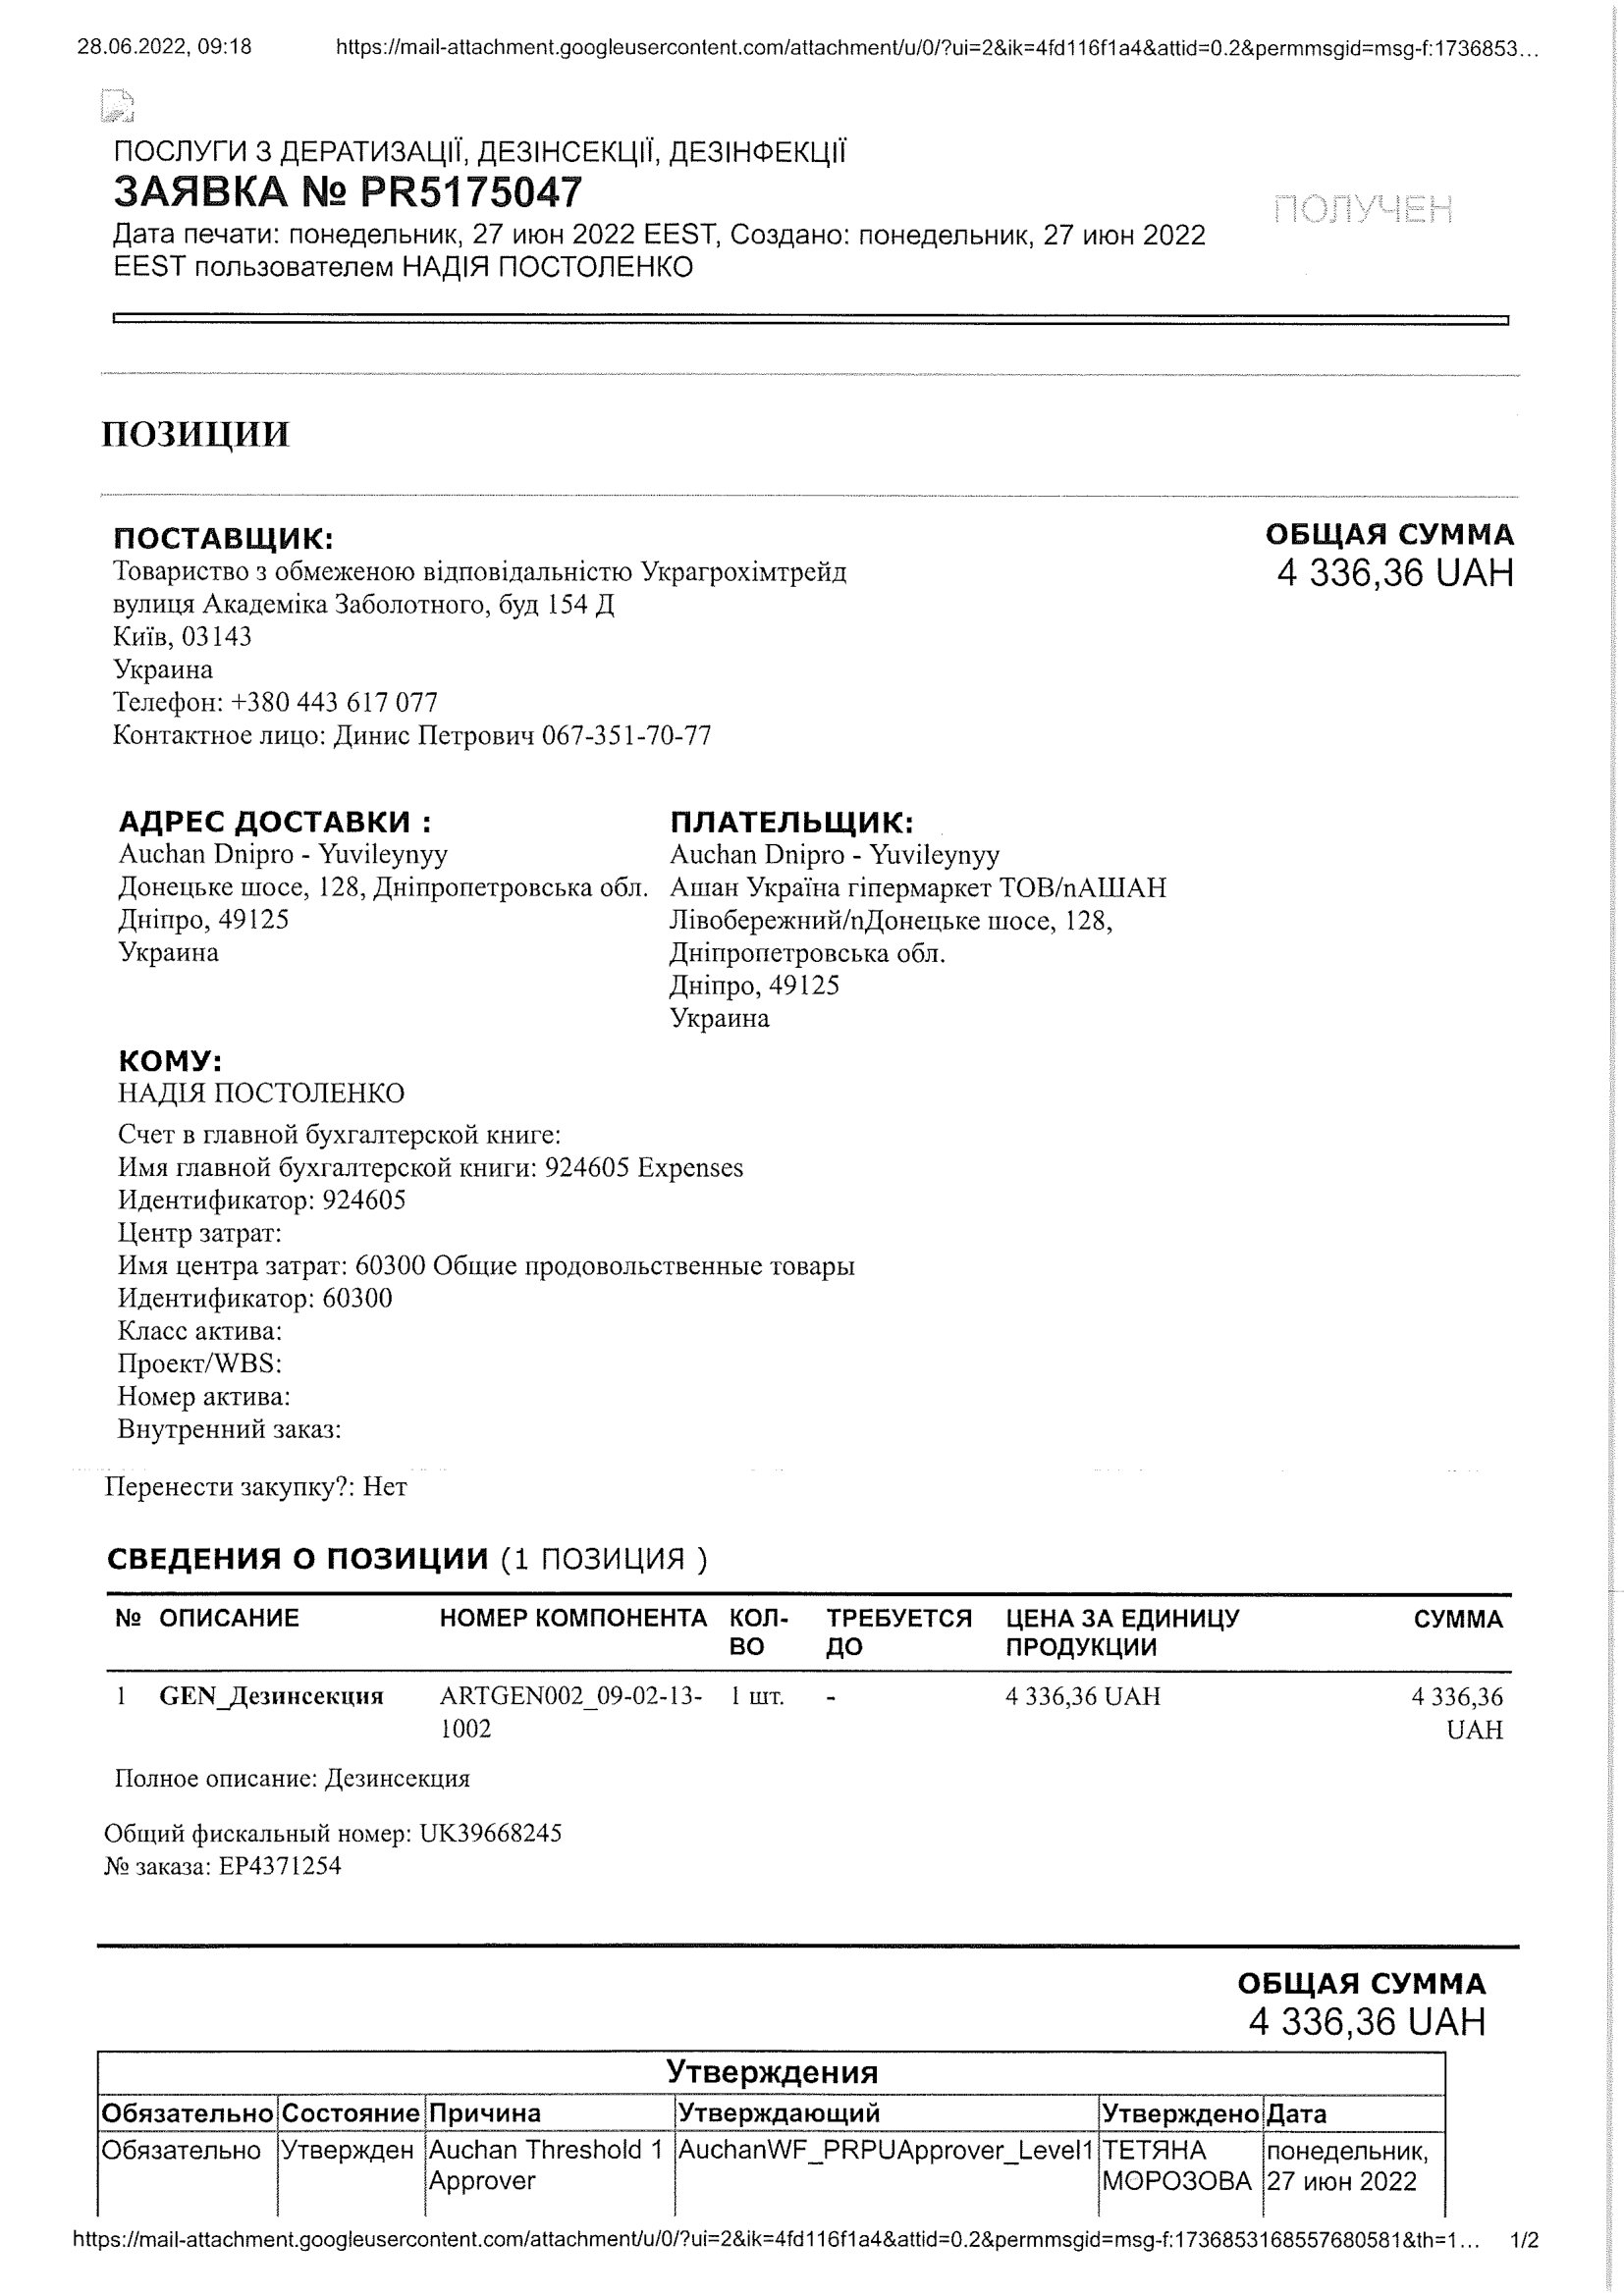 28.06.2022, 09:18 https://mail-attachment.googleusercontent.com/attachment/u/0/?ui=2&ik=4fd116f1a4&attid=0.2&permmsgid=msg-f:1736853...
ПОСЛУГИ З ДЕРАТИЗАЦІЇ, ДЕЗІНСЕКЦІЇ, ДЕЗІНФЕКЦІЇ
ЗАЯВКА № PR5175047
ПОЛУЧЕН
Дата печати: понедельник, 27 июн 2022 EEST, Создано: понедельник, 27 июн 2022
EEST пользователем НАДІЯ ПОСТОЛЕНКО
ПОЗИЦИИ
ПОСТАВЩИК:
Товариство з обмеженою відповідальністю Украгрохімтрейд
вулиця Академіка Заболотного, буд 154 Д
Київ, 03143
Украина
Телефон: +380 443 617 077
Контактное лицо: Динис Петрович 067-351-70-77
ОБЩАЯ СУММА
4 336,36 UAH
АДРЕС ДОСТАВКИ :
Auchan Dnipro - Yuvileynyy
Донецьке шосе, 128, Дніпропетровська обл.
Дніпро, 49125
Украина
ПЛАТЕЛЬЩИК:
Auchan Dnipro - Yuvileynyy
Ашан Україна гіпермаркет ТОВ/nАШАН
Лівобережний/nДонецьке шосе, 128,
Дніпропетровська обл.
Дніпро, 49125
Украина
КОМУ:
НАДІЯ ПОСТОЛЕНКО
Счет в главной бухгалтерской книге:
Имя главной бухгалтерской книги: 924605 Expenses
Идентификатор: 924605
Центр затрат:
Имя центра затрат: 60300 Общие продовольственные товары
Идентификатор: 60300
Класс актива:
Проект/WBS:
Номер актива:
Внутренний заказ:
Перенести закупку?: Нет
СВЕДЕНИЯ О ПОЗИЦИИ (1 ПОЗИЦИЯ )
№ ОПИСАНИЕ НОМЕР КОМПОНЕНТА КОЛ- ТРЕБУЕТСЯ ЦЕНА ЗА ЕДИНИЦУ СУММА
ВО ДО ПРОДУКЦИИ
1 GEN_Дезинсекция ARTGEN002_09-02-13- 1 шт. - 4 336,36 UAH 4 336,36
1002 UAH
Полное описание: Дезинсекция
Общий фискальный номер: UK39668245
№ заказа: EP4371254
ОБЩАЯ СУММА
4 336,36 UAH
Утверждения
Обязательно Состояние Причина Утверждающий Утверждено Дата
Обязательно Утвержден Auchan Threshold 1 AuchanWF_PRPUApprover_Level1 ТЕТЯНА понедельник,
Approver МОРОЗОВА 27 июн 2022
https://mail-attachment.googleusercontent.com/attachment/u/0/?ui=2&ik=4fd116f1a4&attid=0.2&permmsgid=msg-f:1736853168557680581&th=1... 1/2